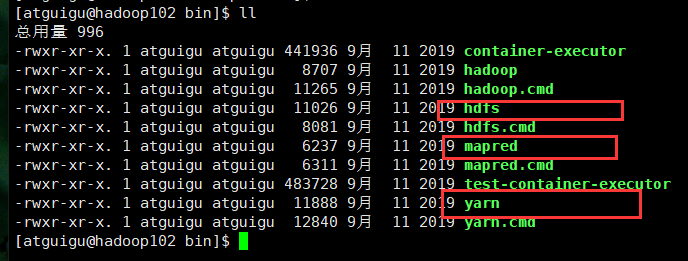 [atguigu@hadoop102 bin]$ ll
总用量 996
-rwxr-xr-x. 1 atguigu atguigu 441936 9月  11 2019 container-executor
-rwxr-xr-x. 1 atguigu atguigu   8707 9月  11 2019 hadoop
-rwxr-xr-x. 1 atguigu atguigu  11265 9月  11 2019 hadoop.cmd
-rwxr-xr-x. 1 atguigu atguigu  11026 9月  11 2019 hdfs
-rwxr-xr-x. 1 atguigu atguigu   8081 9月  11 2019 hdfs.cmd
-rwxr-xr-x. 1 atguigu atguigu   6237 9月  11 2019 mapred
-rwxr-xr-x. 1 atguigu atguigu   6311 9月  11 2019 mapred.cmd
-rwxr-xr-x. 1 atguigu atguigu 483728 9月  11 2019 test-container-executor
-rwxr-xr-x. 1 atguigu atguigu  11888 9月  11 2019 yarn
-rwxr-xr-x. 1 atguigu atguigu  12840 9月  11 2019 yarn.cmd
[atguigu@hadoop102 bin]$